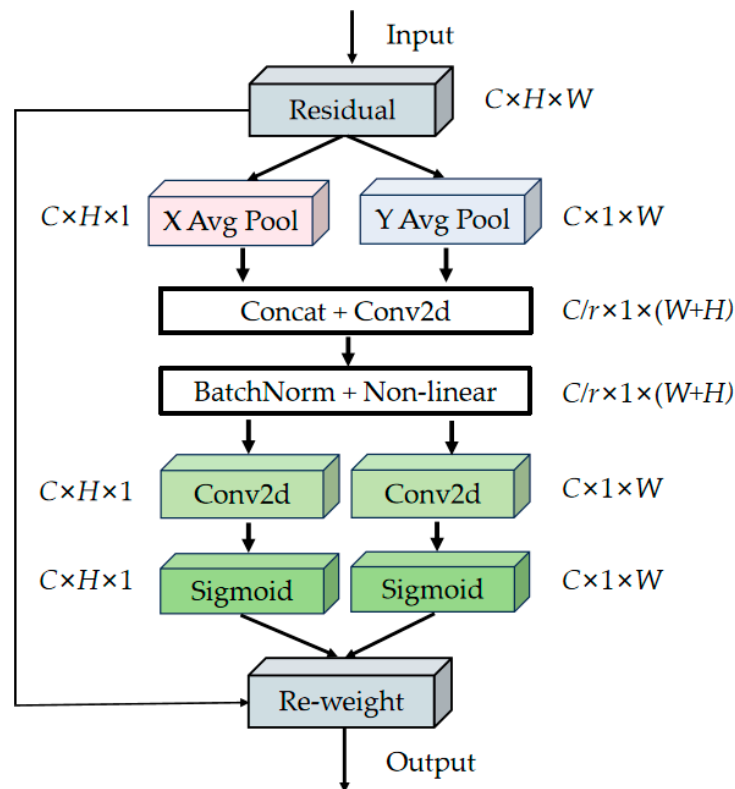 Input
Residual
C×H×W
C×H×1
X Avg Pool
Y Avg Pool
C×1×W
Concat + Conv2d
C/r×1×(W+H)
BatchNorm + Non-linear
C/r×1×(W+H)
C×H×1
Conv2d
Conv2d
C×1×W
C×H×1
Sigmoid
Sigmoid
C×1×W
Re-weight
Output